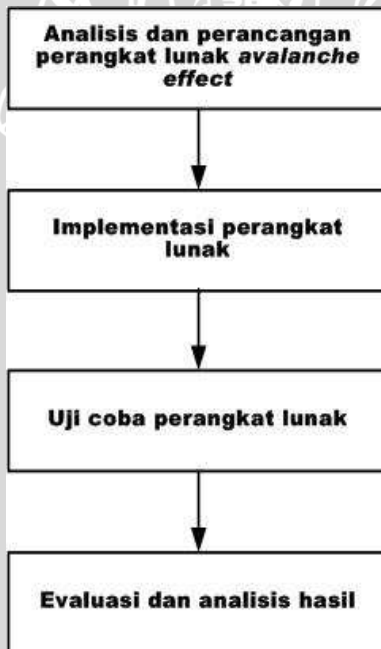 Analisis dan perancangan
perangkat lunak avalanche
effect
Implementasi perangkat
lunak
Uji coba perangkat lunak
Evaluasi dan analisis hasil